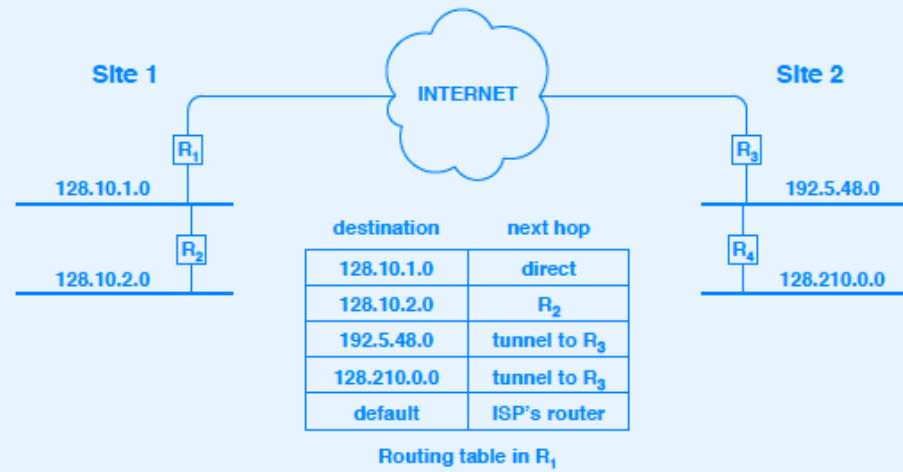 Site 1
INTERNET
Site 2
R1
R3
128.10.1.0
192.5.48.0
R2
R4
128.10.2.0
128.210.0.0
destination next hop
128.10.1.0 direct
128.10.2.0 R2
192.5.48.0 tunnel to R3
128.210.0.0 tunnel to R3
default ISP's router
Routing table in R1